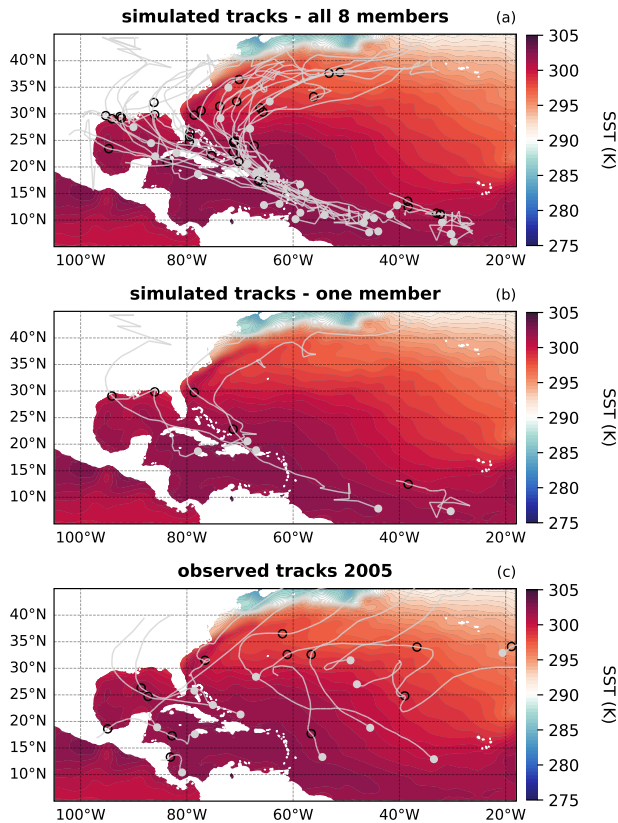 simulated tracks - all 8 members (a)
40°N
35°N
30°N
25°N
20°N
15°N
10°N
100°W 80°W 60°W 40°W 20°W
305
300
295
290
285
280
275
SST (K)
simulated tracks - one member (b)
40°N
35°N
30°N
25°N
20°N
15°N
10°N
100°W 80°W 60°W 40°W 20°W
305
300
295
290
285
280
275
SST (K)
observed tracks 2005 (c)
40°N
35°N
30°N
25°N
20°N
15°N
10°N
100°W 80°W 60°W 40°W 20°W
305
300
295
290
285
280
275
SST (K)